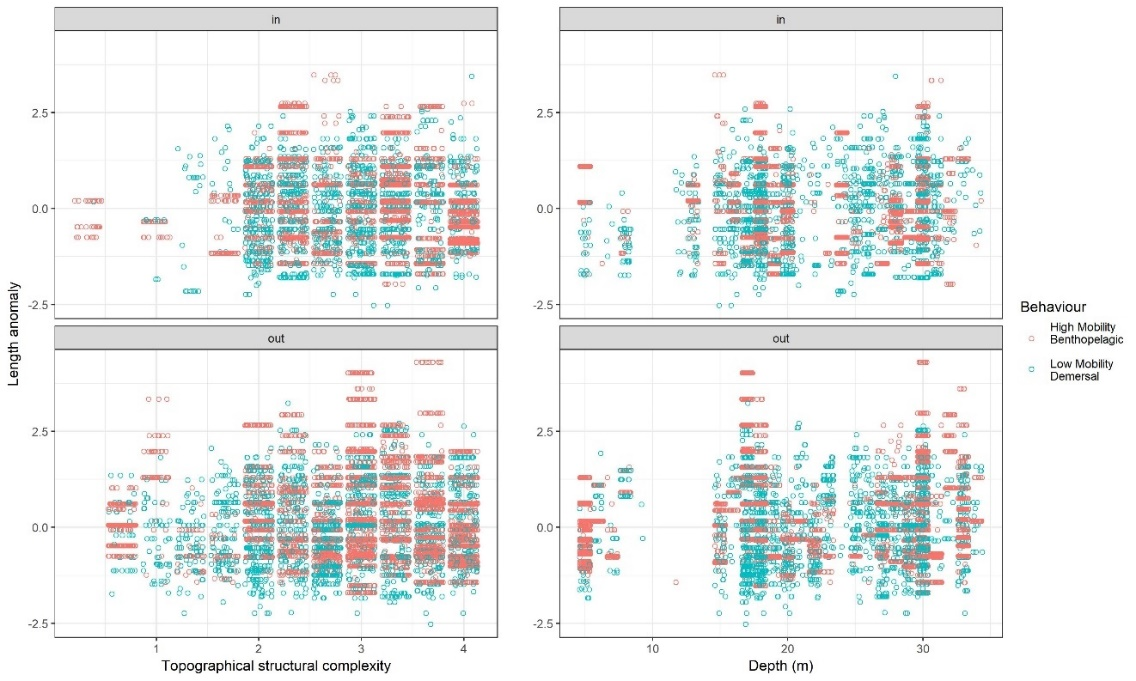 in
in
2.5
0.0
-2.5
2.5
0.0
-2.5
Length anomaly
out
out
2.5
0.0
-2.5
2.5
0.0
-2.5
1 2 3 4
10 20 30
Topographical structural complexity
Depth (m)
Behaviour
High Mobility
Benthopelagic
Low Mobility
Demersal